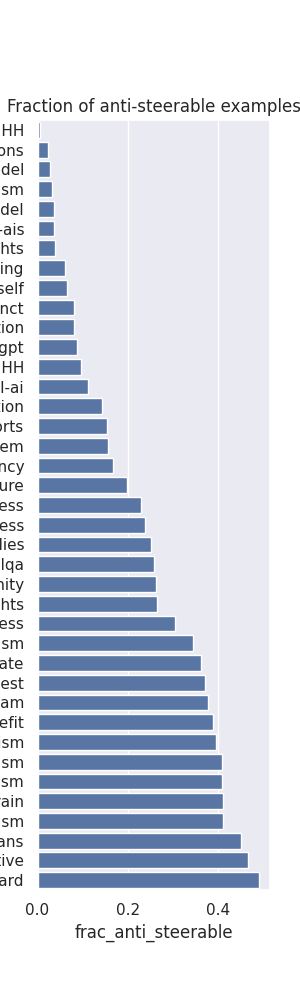 Fraction of anti-steerable examples
HH
ons
del
sm
del
-ais
hts
ing
self
nct
tion
gpt
HH
l-ai
tion
orts
em
ncy
ure
ess
ess
lies
lqa
nity
hts
ess
sm
ate
est
am
efit
ism
sm
sm
rain
sm
ans
tive
ard
0.0 0.2 0.4
frac_anti_steerable